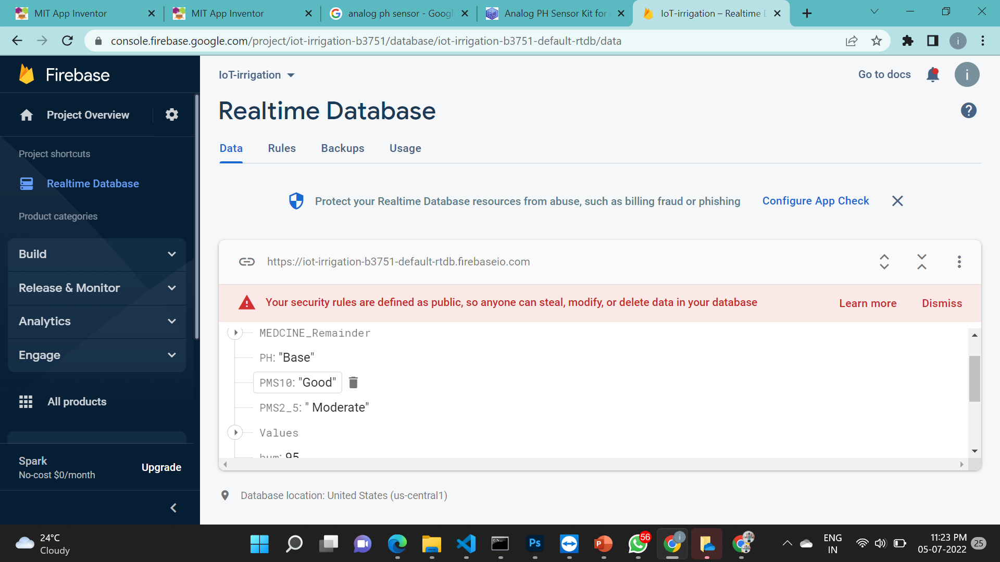 MIT App Inventor
MIT App Inventor
analog ph sensor - Goog
Analog PH Sensor Kit for
IoT-irrigation – Realtime D
console.firebase.google.com/project/iot-irrigation-b3751/database/iot-irrigation-b3751-default-rtdb/data
i
Firebase
IoT-irrigation
Go to docs
i
Project Overview
Realtime Database
?
Data Rules Backups Usage
Project shortcuts
Realtime Database
Protect your Realtime Database resources from abuse, such as billing fraud or phishing
Configure App Check
Product categories
Build
Release & Monitor
Analytics
Engage
All products
https://iot-irrigation-b3751-default-rtdb.firebaseio.com
Your security rules are defined as public, so anyone can steal, modify, or delete data in your database
Learn more
Dismiss
MEDCINE_Remainder
PH: "Base"
PMS10: "Good"
PMS2_5: " Moderate"
Values
hum: 95
Spark
No-cost $0/month
Upgrade
Database location: United States (us-central1)
24°C
Cloudy
Ps
P
56
i
ENG
IN
11:23 PM
05-07-2022
25